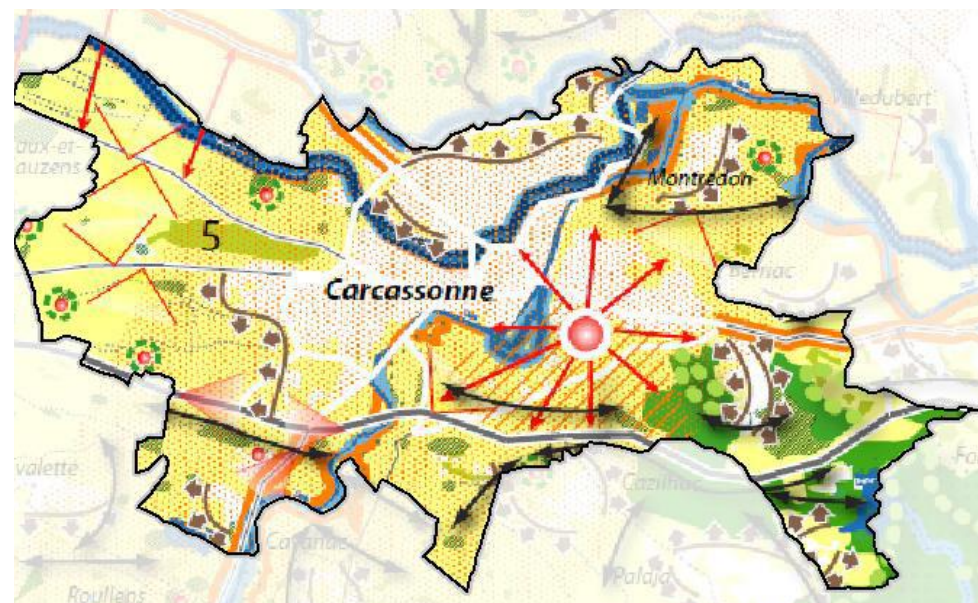 Villedubert
aux-et-
auzens
Montredon
5
Berriac
Carcassonne
valette
Cazilhac
Cavanac
Palaja
Roullens